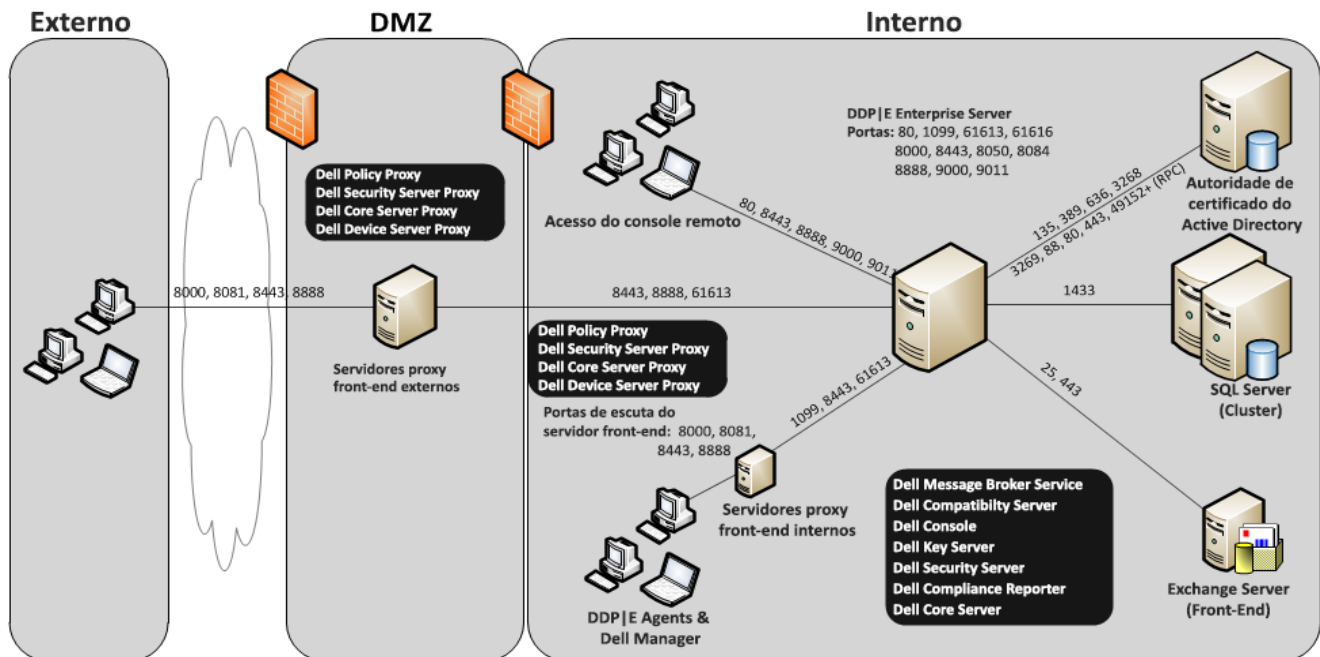 Externo
DMZ
Interno
Dell Policy Proxy
Dell Security Server Proxy
Dell Core Server Proxy
Dell Device Server Proxy
8000, 8081, 8443, 8888
Servidores proxy
front-end externos
Acesso do console remoto
80, 8443, 8888, 9000, 9011
DDP|E Enterprise Server
Portas: 80, 1099, 61613, 61616
8000, 8443, 8050, 8084
8888, 9000, 9011
135, 389, 636, 3268
3269, 88, 80, 443, 49152+ (RPC)
Autoridade de
certificado do
Active Directory
8443, 8888, 61613
1433
SQL Server
(Cluster)
Dell Policy Proxy
Dell Security Server Proxy
Dell Core Server Proxy
Dell Device Server Proxy
Portas de escuta do
servidor front-end: 8000, 8081,
8443, 8888
1099, 8443, 61613
25, 443
Servidores proxy
front-end internos
DDP|E Agents &
Dell Manager
Dell Message Broker Service
Dell Compatibilty Server
Dell Console
Dell Key Server
Dell Security Server
Dell Compliance Reporter
Dell Core Server
Exchange Server
(Front-End)